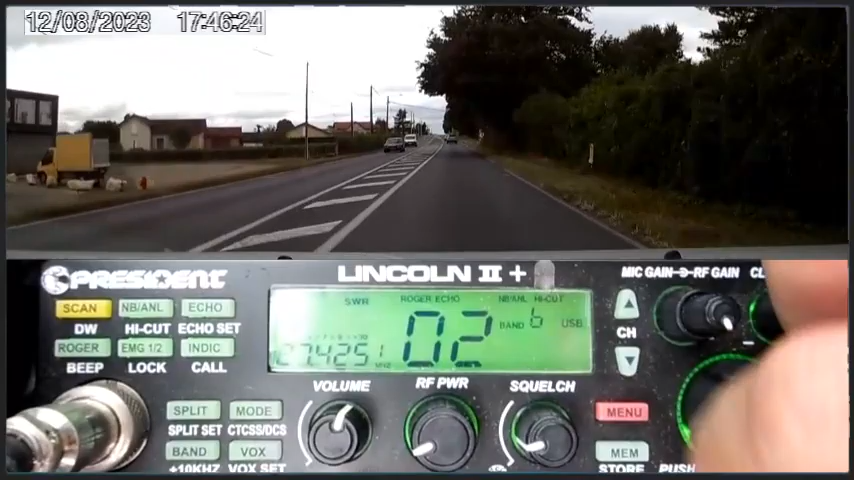 12/08/2023 17:46:24
PRESIDENT LINCOLN II + MIC GAIN RF GAIN
SCAN NB/ANL ECHO
DW HI-CUT ECHO SET
ROGER EMG 1/2 INDIC
BEEP LOCK CALL
SWR ROGER ECHO NB/ANL HI-CUT
02 BAND 6 USB
27.4251
CH
VOLUME RF PWR SQUELCH
SPLIT MODE
SPLIT SET CTCSS/DCS
BAND VOX
+10KHZ VOX SET
MENU
MEM
STORE PUSH